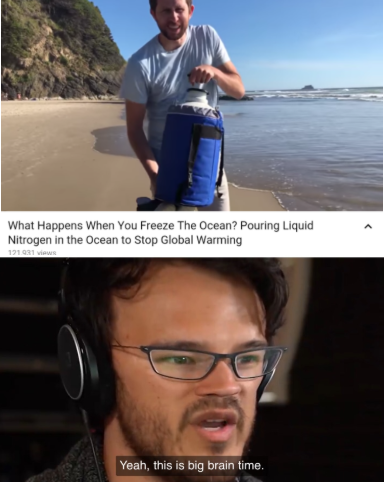 What Happens When You Freeze The Ocean? Pouring Liquid
Nitrogen in the Ocean to Stop Global Warming
121,931 views
Yeah, this is big brain time.